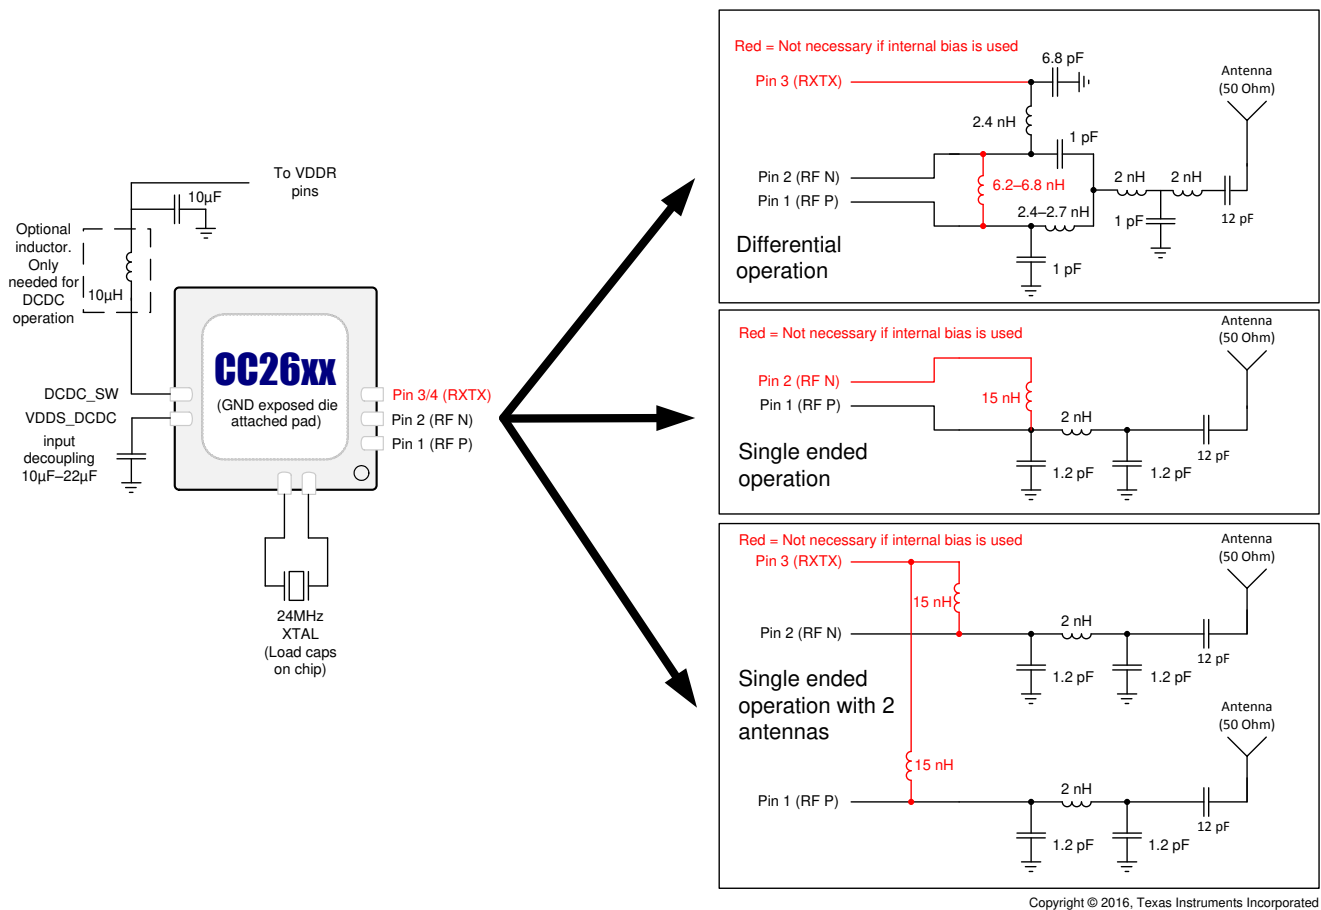 To VDDR
pins
10µF
Optional
inductor.
Only
needed for
DCDC
operation
10µH
CC26xx
(GND exposed die
attached pad)
DCDC_SW
VDDS_DCDC
input
decoupling
10µF–22µF
Pin 3/4 (RXTX)
Pin 2 (RF N)
Pin 1 (RF P)
24MHz
XTAL
(Load caps
on chip)
Red = Not necessary if internal bias is used
Pin 3 (RXTX)
6.8 pF
Antenna
(50 Ohm)
2.4 nH
1 pF
Pin 2 (RF N)
6.2–6.8 nH
2 nH
2 nH
Pin 1 (RF P)
2.4–2.7 nH
1 pF
12 pF
Differential
operation
1 pF
Red = Not necessary if internal bias is used
Antenna
(50 Ohm)
Pin 2 (RF N)
15 nH
Pin 1 (RF P)
2 nH
12 pF
Single ended
operation
1.2 pF
1.2 pF
Red = Not necessary if internal bias is used
Pin 3 (RXTX)
Antenna
(50 Ohm)
15 nH
Pin 2 (RF N)
2 nH
12 pF
1.2 pF
1.2 pF
Single ended
operation with 2
antennas
Antenna
(50 Ohm)
15 nH
Pin 1 (RF P)
2 nH
12 pF
1.2 pF
1.2 pF
Copyright © 2016, Texas Instruments Incorporated